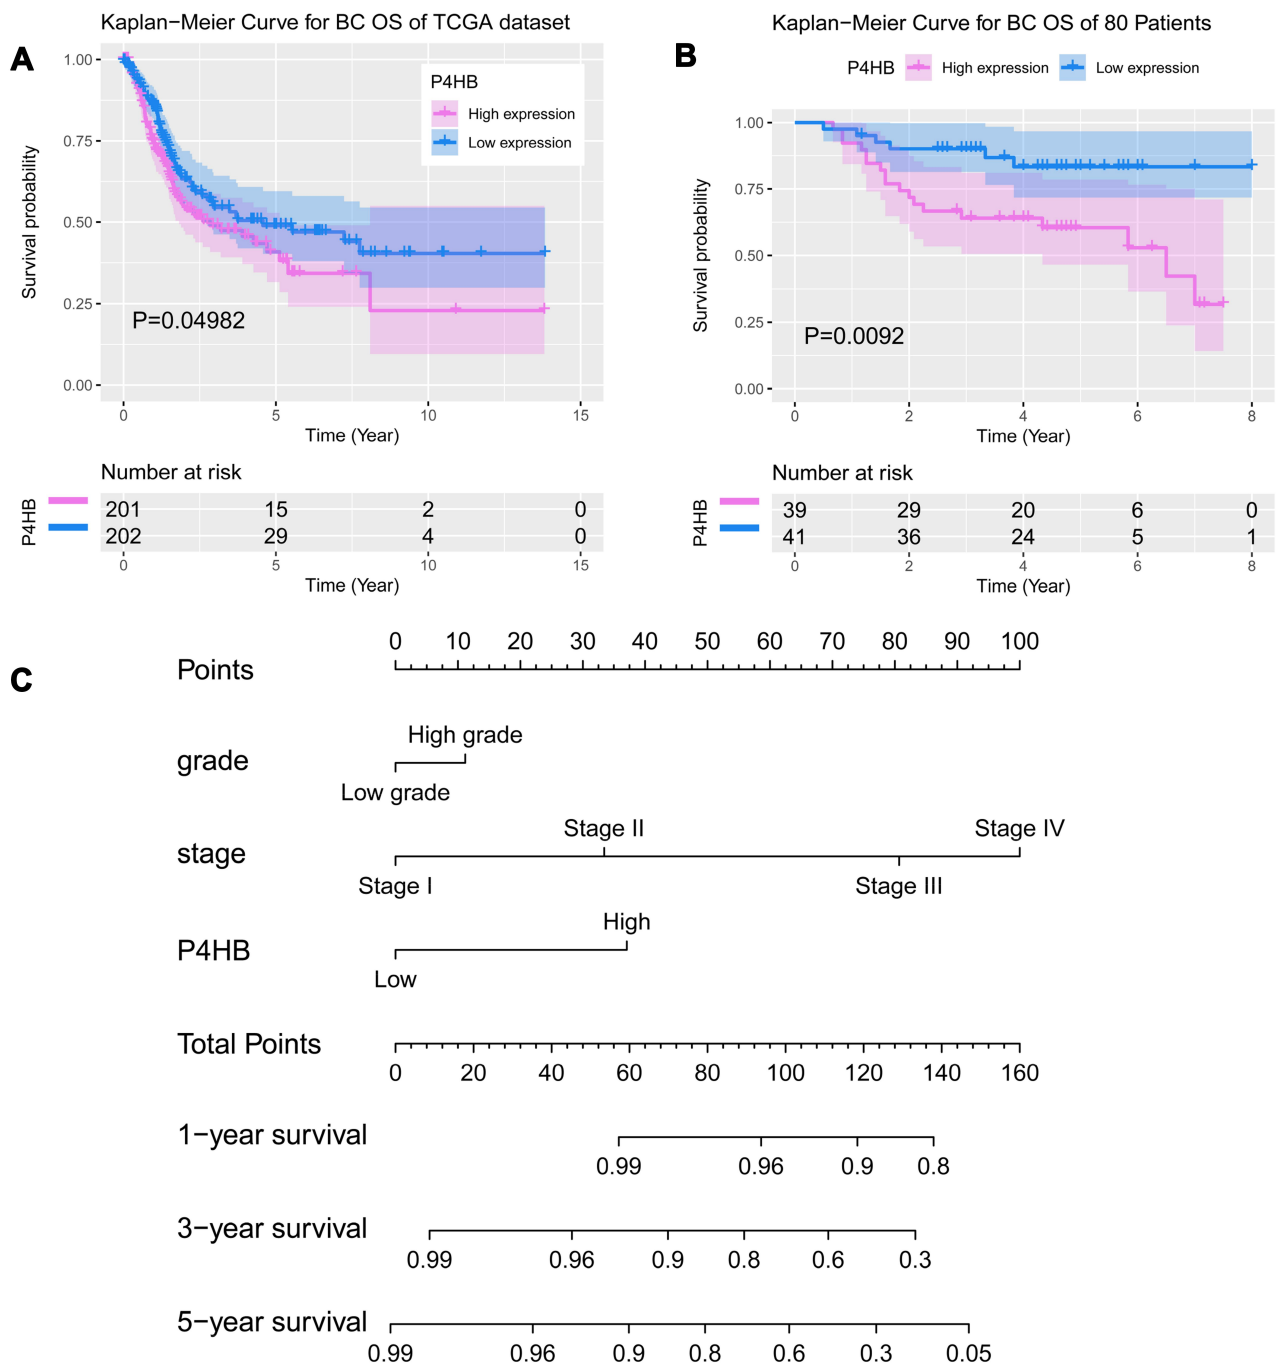 A
Kaplan−Meier Curve for BC OS of TCGA dataset
P4HB
High expression
Low expression
Survival probability
1.00
0.75
0.50
0.25
0.00
P=0.04982
0 5 10 15
Time (Year)
Number at risk
P4HB
201 15 2 0
202 29 4 0
0 5 10 15
Time (Year)
B
Kaplan−Meier Curve for BC OS of 80 Patients
P4HB High expression Low expression
Survival probability
1.00
0.75
0.50
0.25
0.00
P=0.0092
0 2 4 6 8
Time (Year)
Number at risk
P4HB
39 29 20 6 0
41 36 24 5 1
0 2 4 6 8
Time (Year)
C
0 10 20 30 40 50 60 70 80 90 100
Points
High grade
grade
Low grade
Stage II Stage IV
stage
Stage I Stage III
High
P4HB
Low
Total Points
0 20 40 60 80 100 120 140 160
1−year survival
0.99 0.96 0.9 0.8
3−year survival
0.99 0.96 0.9 0.8 0.6 0.3
5−year survival
0.99 0.96 0.9 0.8 0.6 0.3 0.05